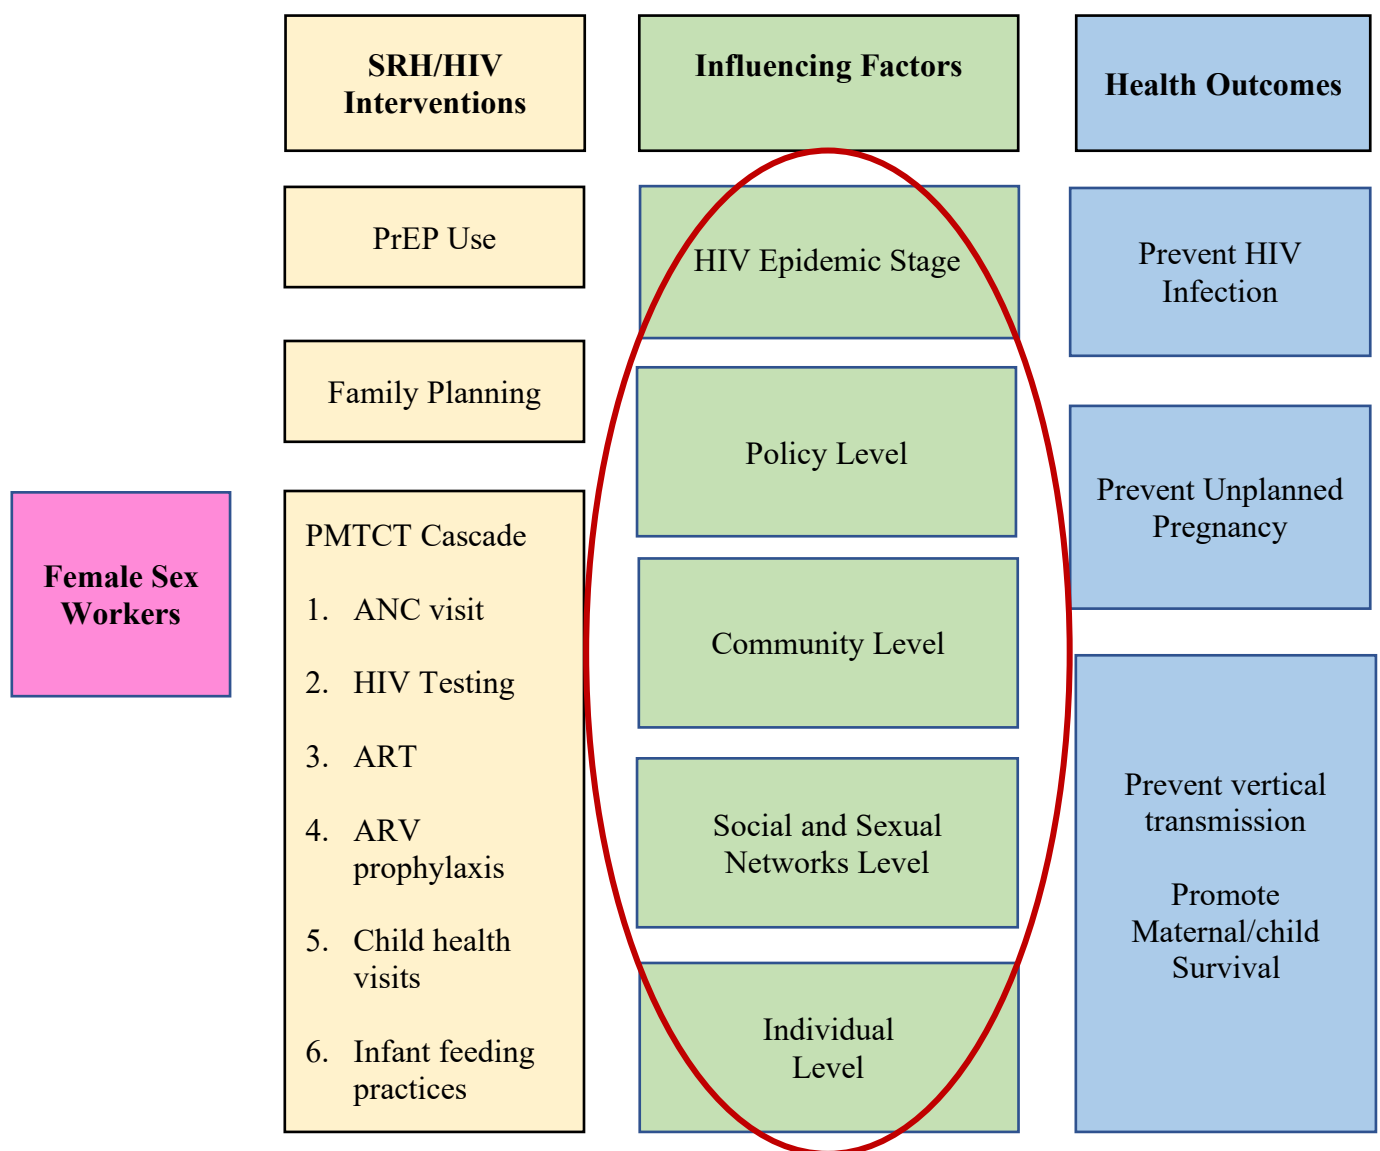 SRH/HIV
Interventions
Influencing Factors
Health Outcomes
PrEP Use
Family Planning
PMTCT Cascade
1. ANC visit
2. HIV Testing
3. ART
4. ARV
prophylaxis
5. Child health
visits
6. Infant feeding
practices
Female Sex
Workers
HIV Epidemic Stage
Policy Level
Community Level
Social and Sexual
Networks Level
Individual
Level
Prevent HIV
Infection
Prevent Unplanned
Pregnancy
Prevent vertical
transmission
Promote
Maternal/child
Survival